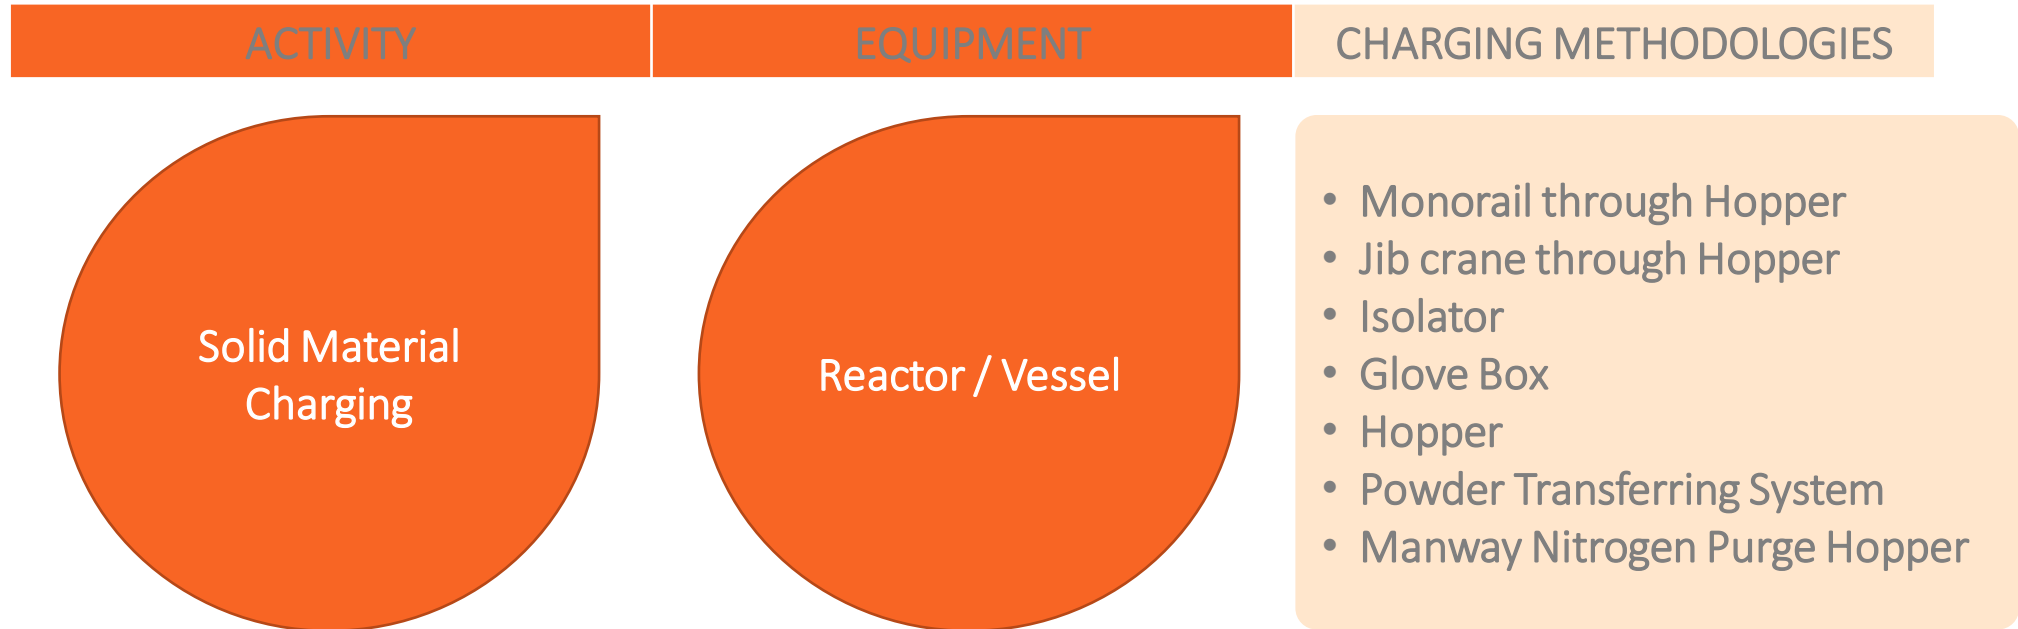 ACTIVITY
EQUIPMENT
CHARGING METHODOLOGIES
Solid Material
Charging
Reactor / Vessel
• Monorail through Hopper
• Jib crane through Hopper
• Isolator
• Glove Box
• Hopper
• Powder Transferring System
• Manway Nitrogen Purge Hopper